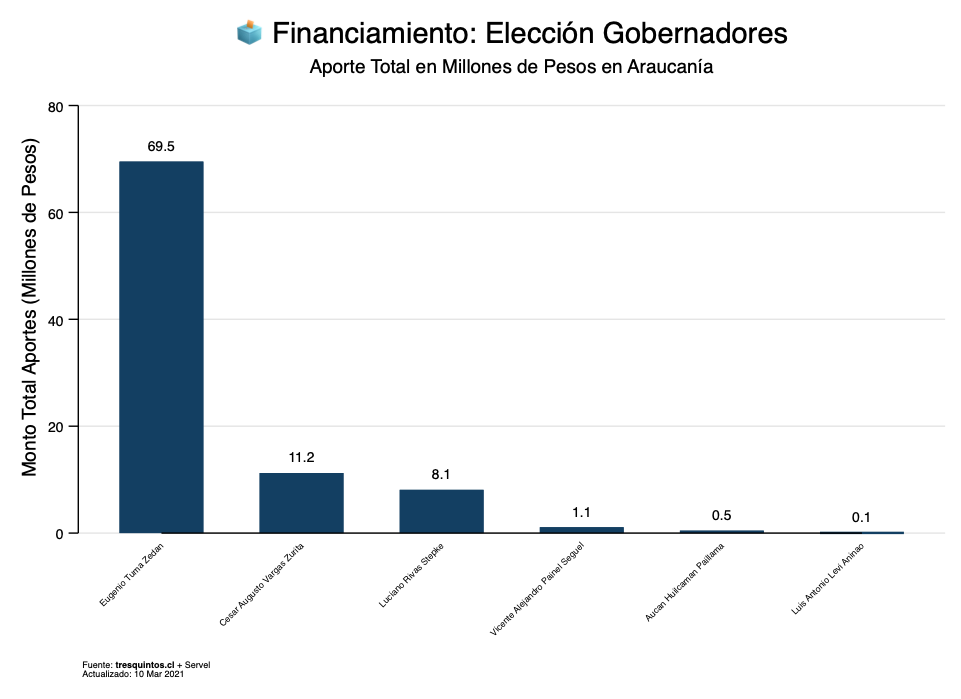 Financiamiento: Elección Gobernadores
Aporte Total en Millones de Pesos en Araucanía
Monto Total Aportes (Millones de Pesos)
80
60
40
20
0
69.5
11.2
8.1
1.1
0.5
0.1
Eugenio Tuma Zedan
Cesar Augusto Vargas Zurita
Luciano Rivas Stepke
Vicente Alejandro Painel Seguel
Aucan Huilcaman Paillama
Luis Antonio Levi Aninao
Fuente: tresquintos.cl + Servel
Actualizado: 10 Mar 2021